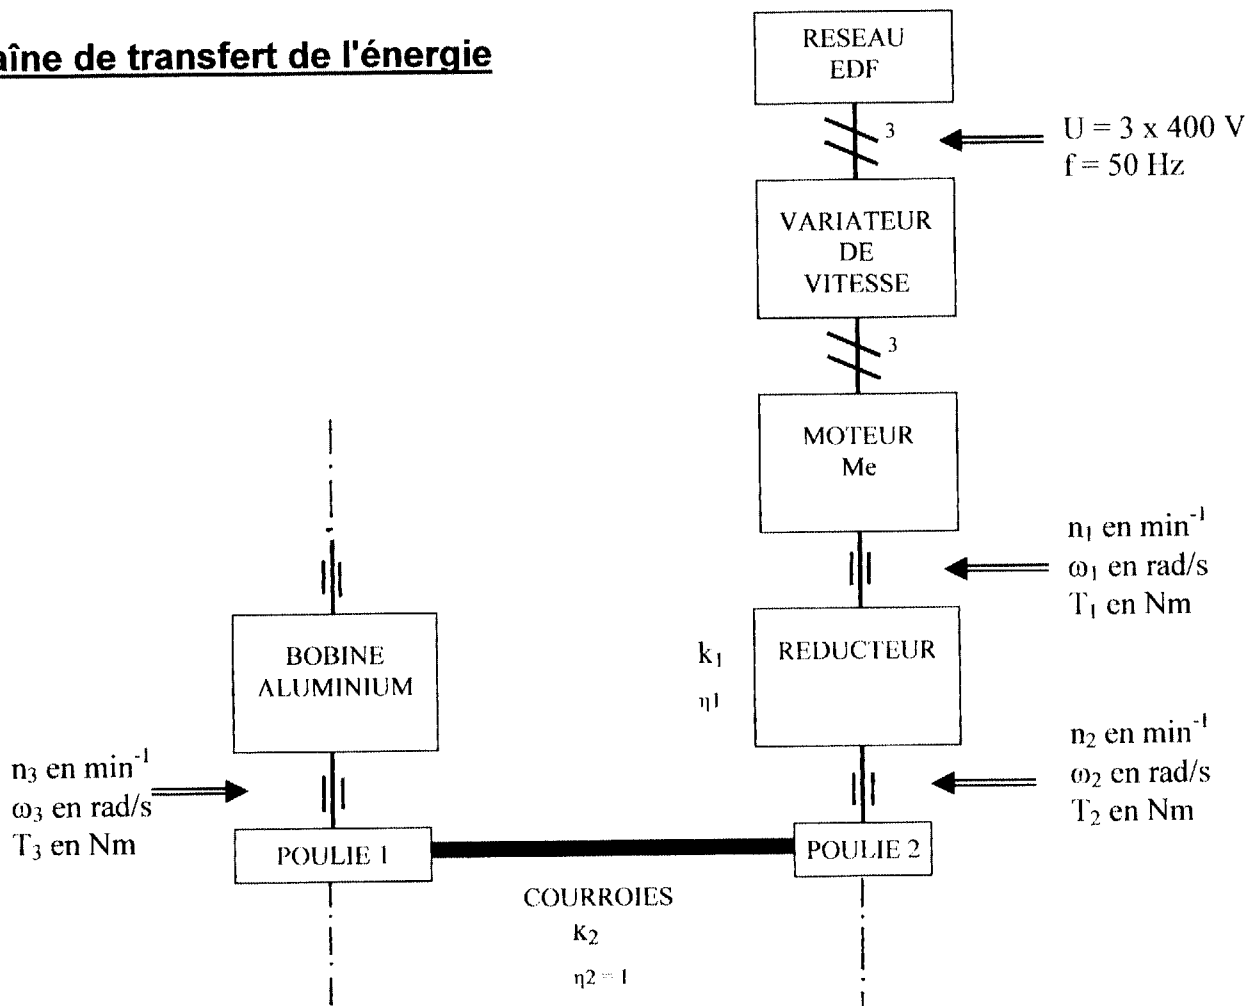 aîne de transfert de l'énergie
RESEAU
EDF
3
U = 3 x 400 V
f = 50 Hz
VARIATEUR
DE
VITESSE
3
MOTEUR
Me
n₁ en min⁻¹
ω₁ en rad/s
T₁ en Nm
k₁
η1
REDUCTEUR
BOBINE
ALUMINIUM
n₂ en min⁻¹
ω₂ en rad/s
T₂ en Nm
n₃ en min⁻¹
ω₃ en rad/s
T₃ en Nm
POULIE 1
POULIE 2
COURROIES
K₂
η2 = 1